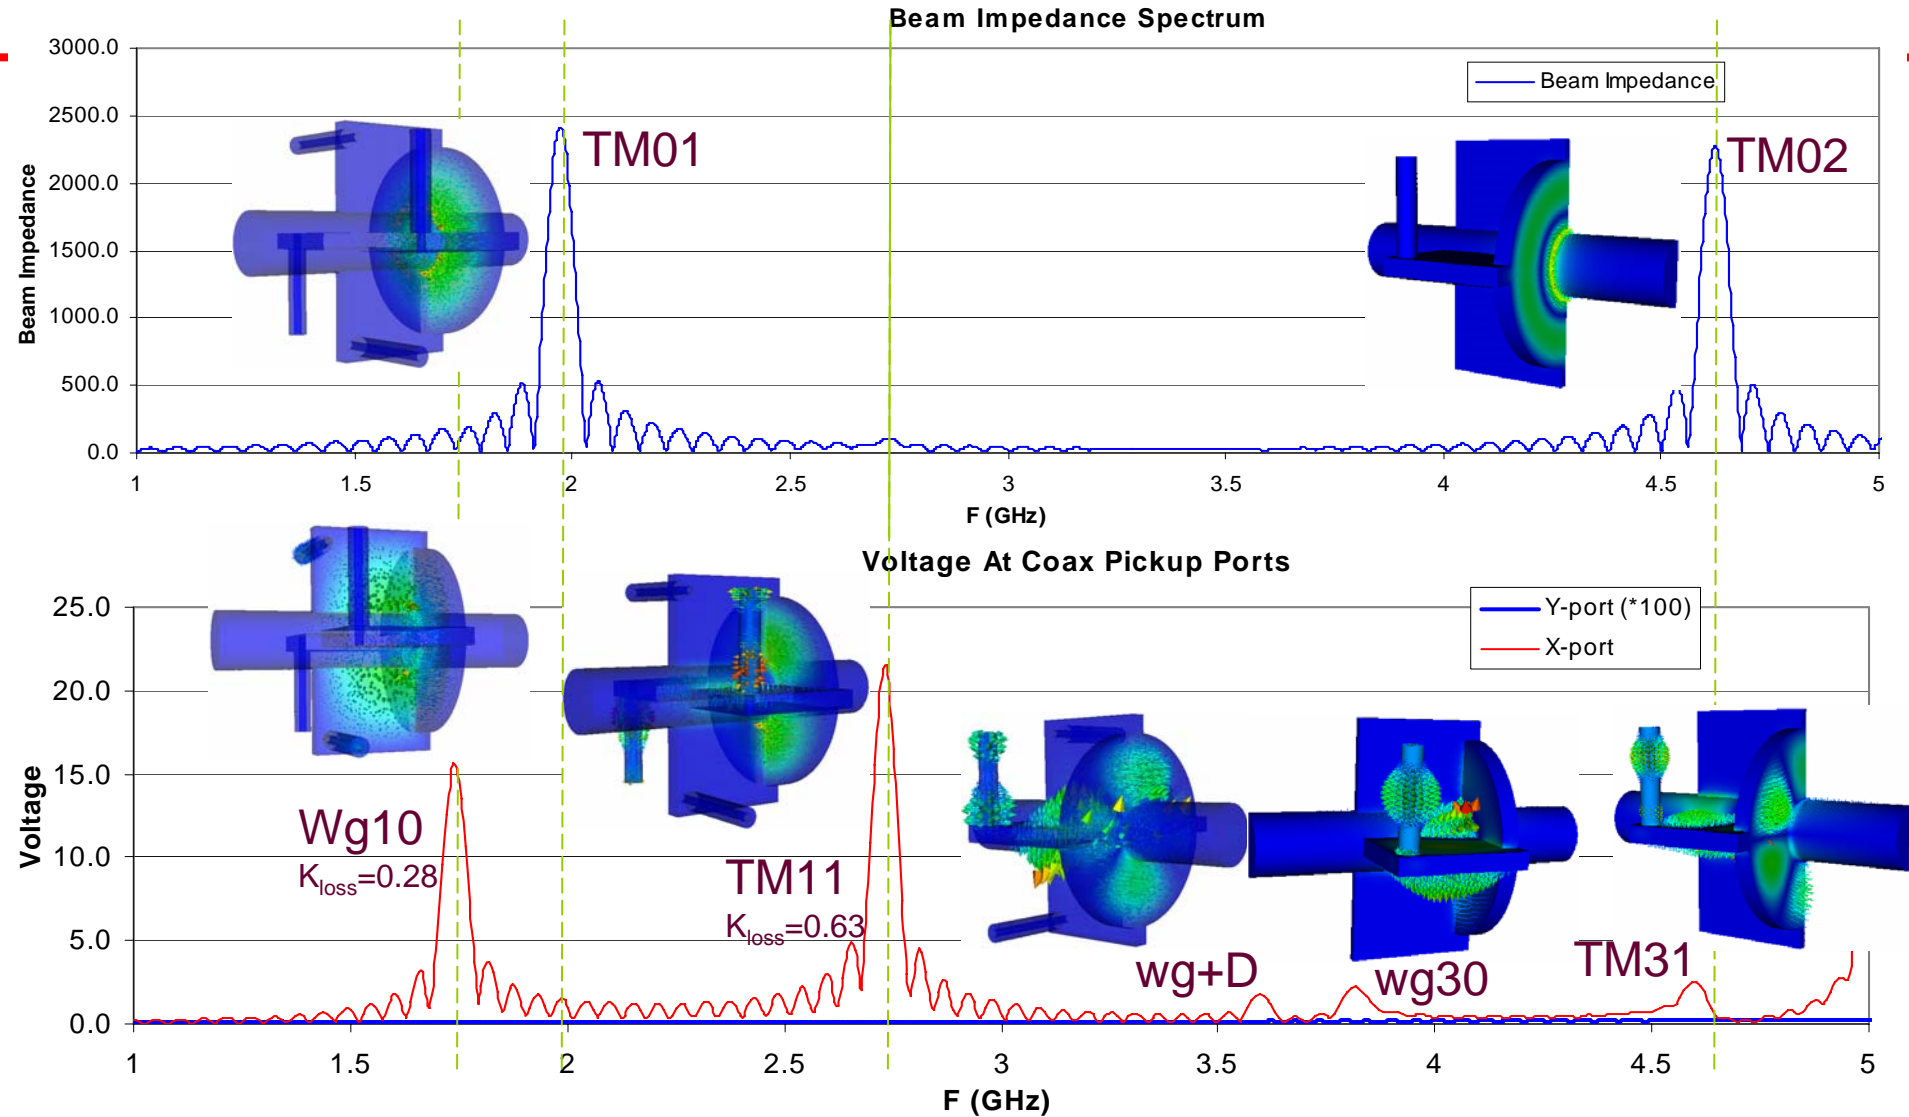 Beam Impedance Spectrum
3000.0
2500.0
2000.0
1500.0
1000.0
500.0
0.0
Beam Impedance
Beam Impedance
TM01
TM02
1 1.5 2 2.5 3 3.5 4 4.5 5
F (GHz)
Voltage At Coax Pickup Ports
25.0
20.0
15.0
10.0
5.0
0.0
Voltage
Y-port (*100)
X-port
Wg10
Kloss=0.28
TM11
Kloss=0.63
wg+D
wg30
TM31
1 1.5 2 2.5 3 3.5 4 4.5 5
F (GHz)